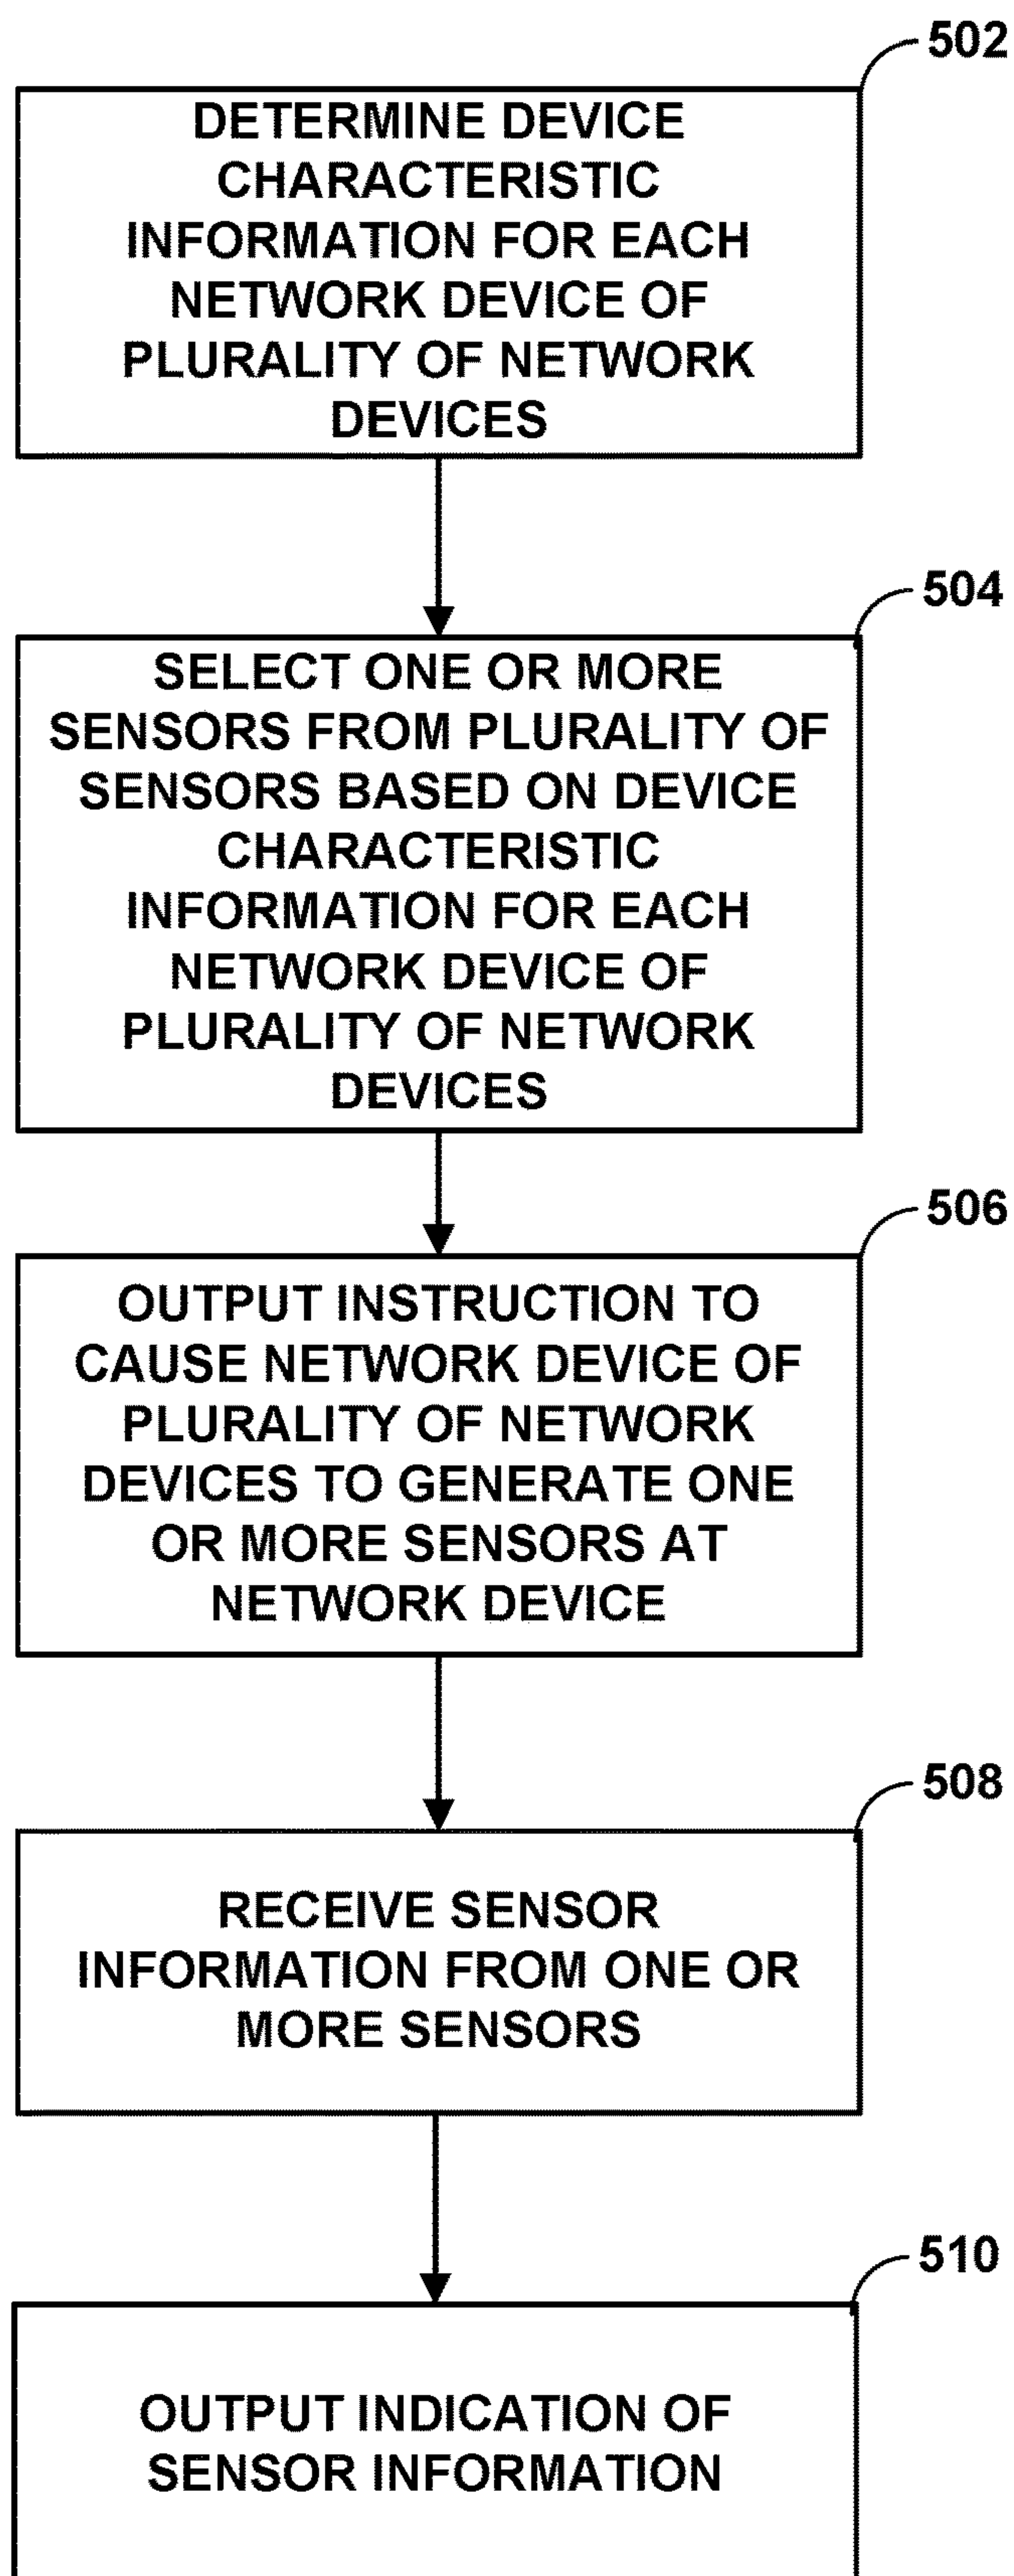 502
DETERMINE DEVICE
CHARACTERISTIC
INFORMATION FOR EACH
NETWORK DEVICE OF
PLURALITY OF NETWORK
DEVICES
504
SELECT ONE OR MORE
SENSORS FROM PLURALITY OF
SENSORS BASED ON DEVICE
CHARACTERISTIC
INFORMATION FOR EACH
NETWORK DEVICE OF
PLURALITY OF NETWORK
DEVICES
506
OUTPUT INSTRUCTION TO
CAUSE NETWORK DEVICE OF
PLURALITY OF NETWORK
DEVICES TO GENERATE ONE
OR MORE SENSORS AT
NETWORK DEVICE
508
RECEIVE SENSOR
INFORMATION FROM ONE OR
MORE SENSORS
510
OUTPUT INDICATION OF
SENSOR INFORMATION